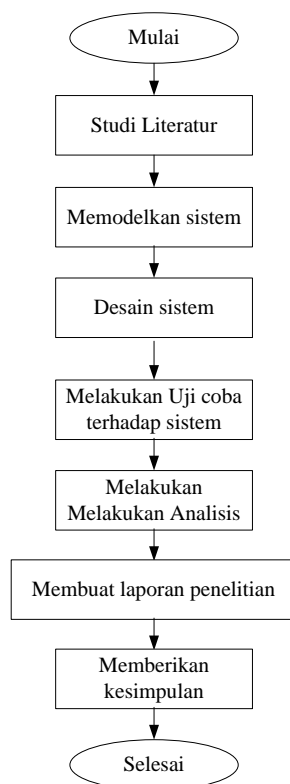 Mulai
Studi Literatur
Memodelkan sistem
Desain sistem
Melakukan Uji coba
terhadap sistem
Melakukan
Melakukan Analisis
Membuat laporan penelitian
Memberikan
kesimpulan
Selesai